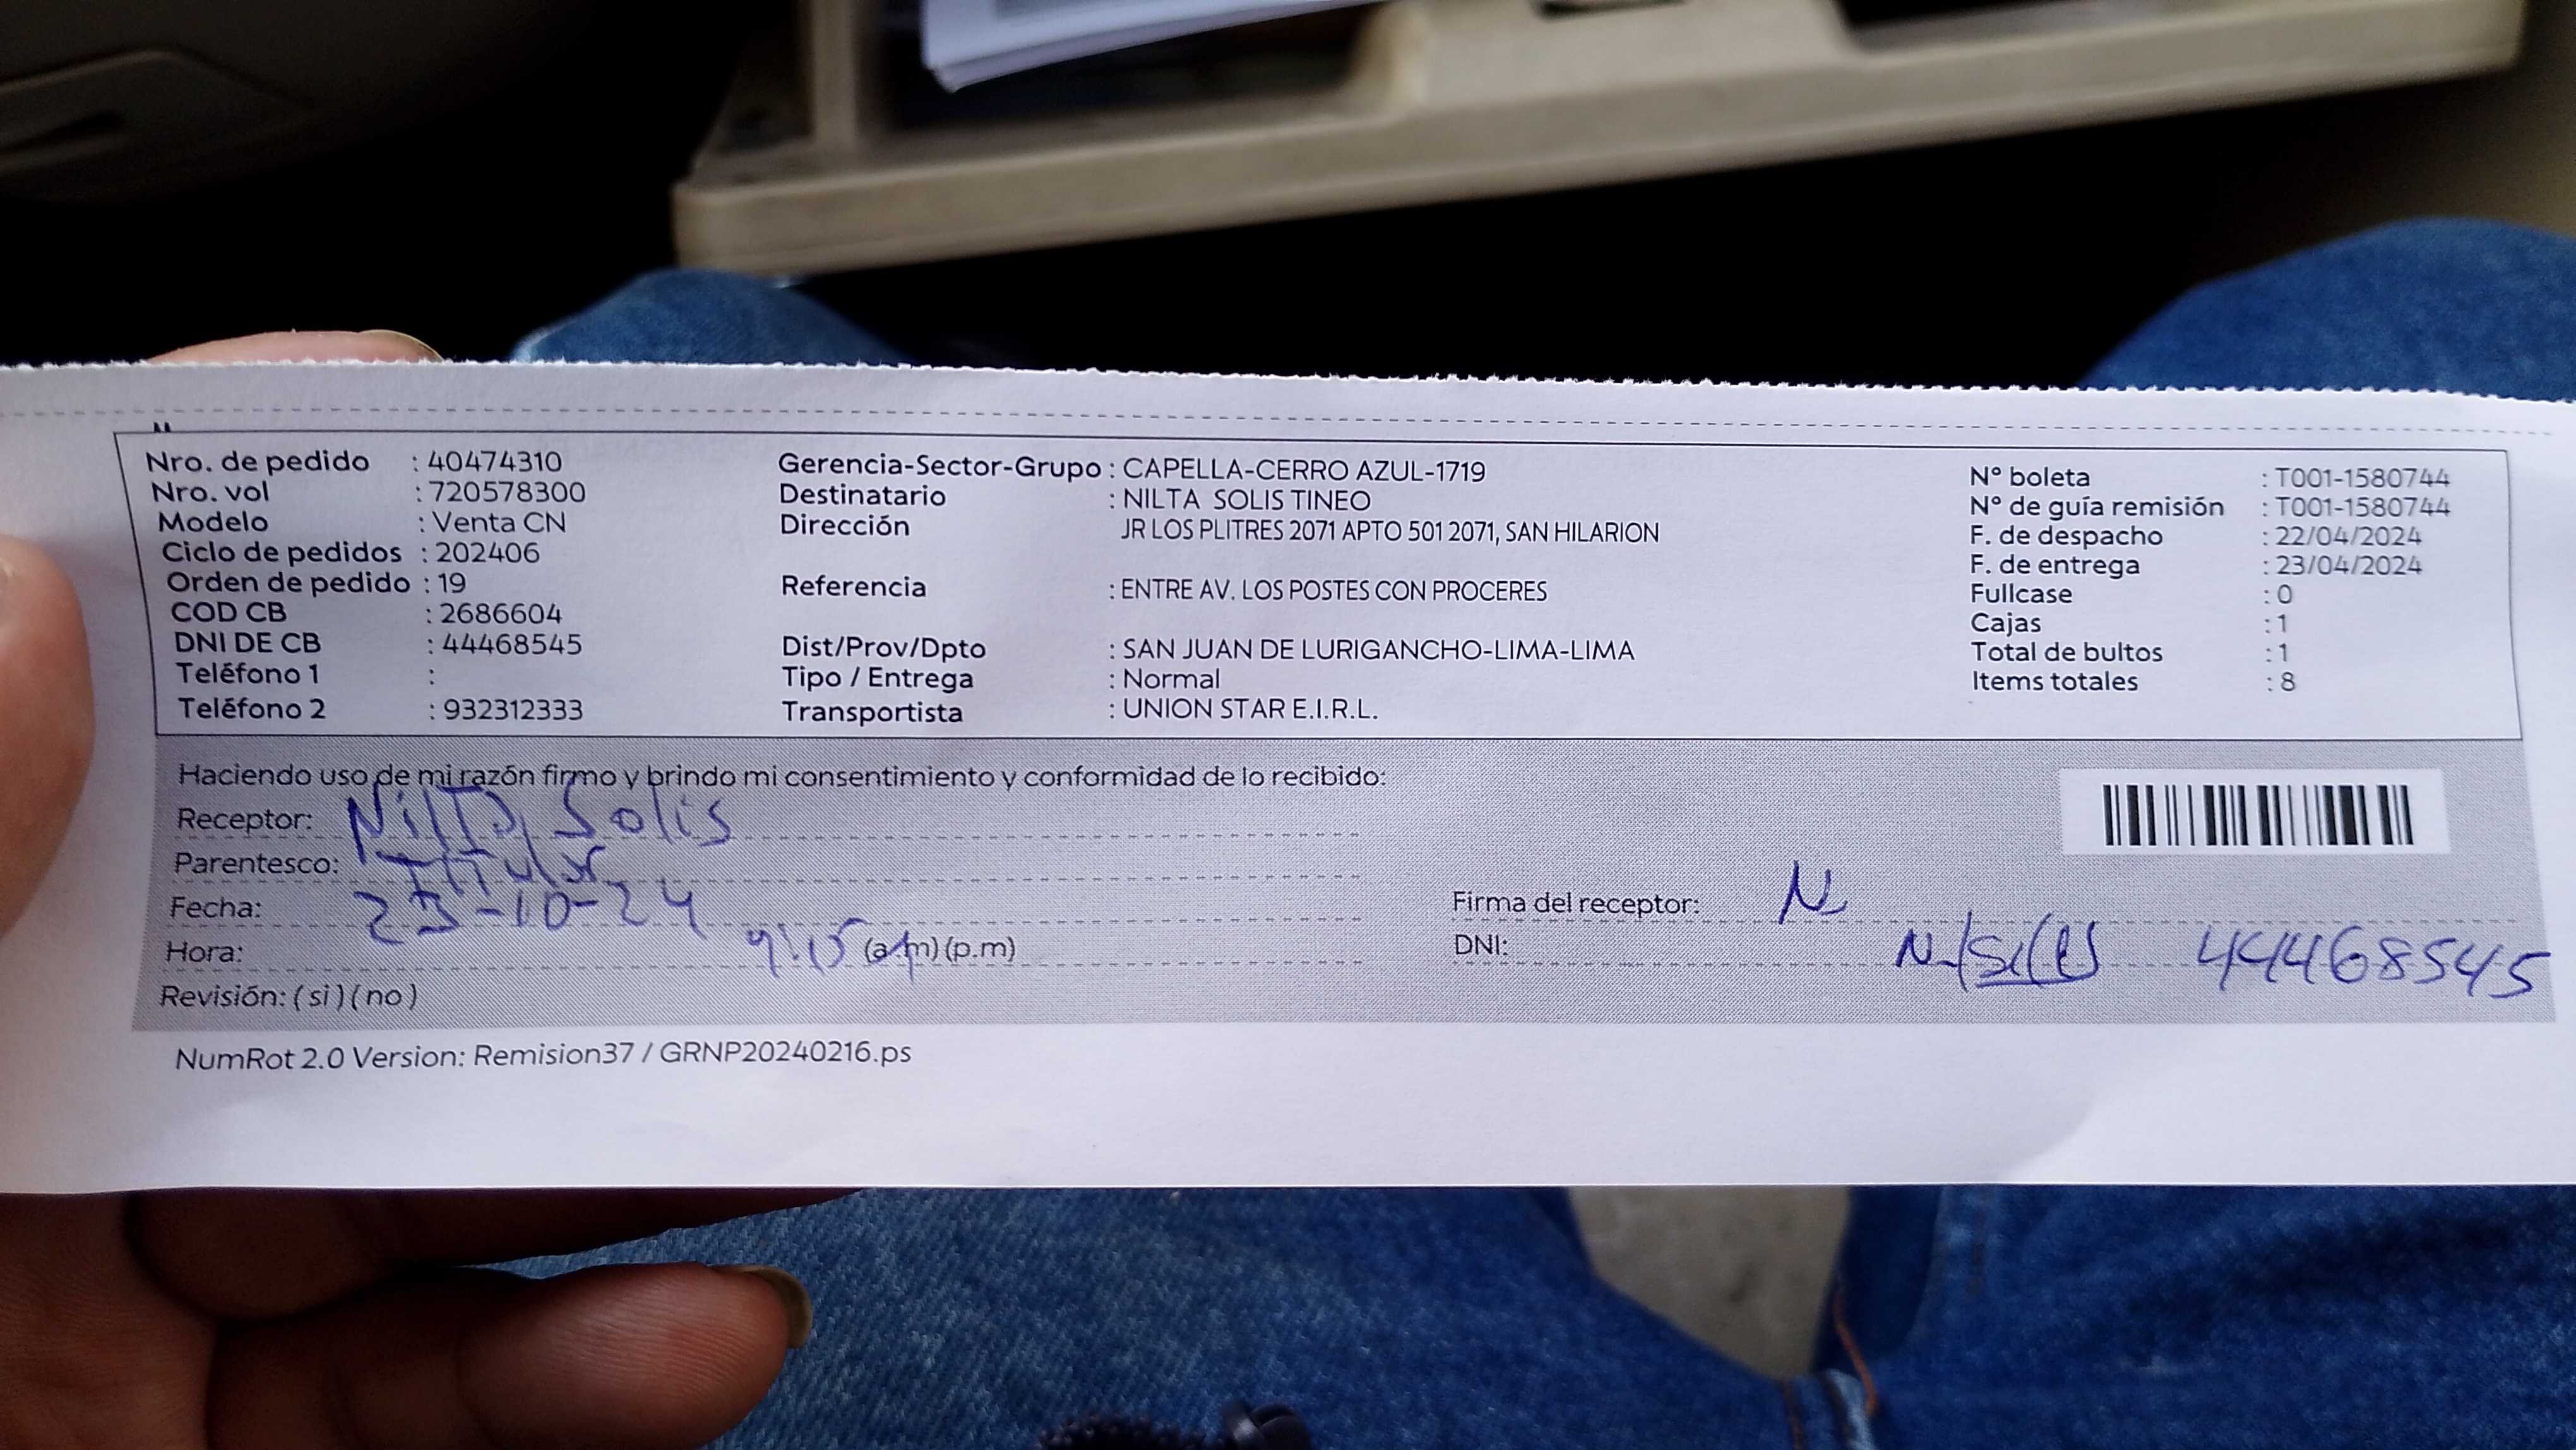 Nro. de pedido : 40474310
Nro. vol : 720578300
Modelo : Venta CN
Ciclo de pedidos : 202406
Orden de pedido : 19
COD CB : 2686604
DNI DE CB : 44468545
Teléfono 1 :
Teléfono 2 : 932312333
Gerencia-Sector-Grupo : CAPELLA-CERRO AZUL-1719
Destinatario : NILTA SOLIS TINEO
Dirección JR LOS PLITRES 2071 APTO 501 2071, SAN HILARION
Referencia : ENTRE AV. LOS POSTES CON PROCERES
Dist/Prov/Dpto : SAN JUAN DE LURIGANCHO-LIMA-LIMA
Tipo / Entrega : Normal
Transportista : UNION STAR E.I.R.L.
N° boleta : T001-1580744
N° de guía remisión : T001-1580744
F. de despacho : 22/04/2024
F. de entrega : 23/04/2024
Fullcase : 0
Cajas : 1
Total de bultos : 1
Items totales : 8
Haciendo uso de mi razón firmo y brindo mi consentimiento y conformidad de lo recibido:
Receptor: Nilta Solis
Parentesco: Titular
Fecha: 23-10-24
Hora: 9:15 (a.m) (p.m)
Revisión: ( si ) ( no )
Firma del receptor: N
DNI: 44468545
NumRot 2.0 Version: Remision37 / GRNP20240216.ps